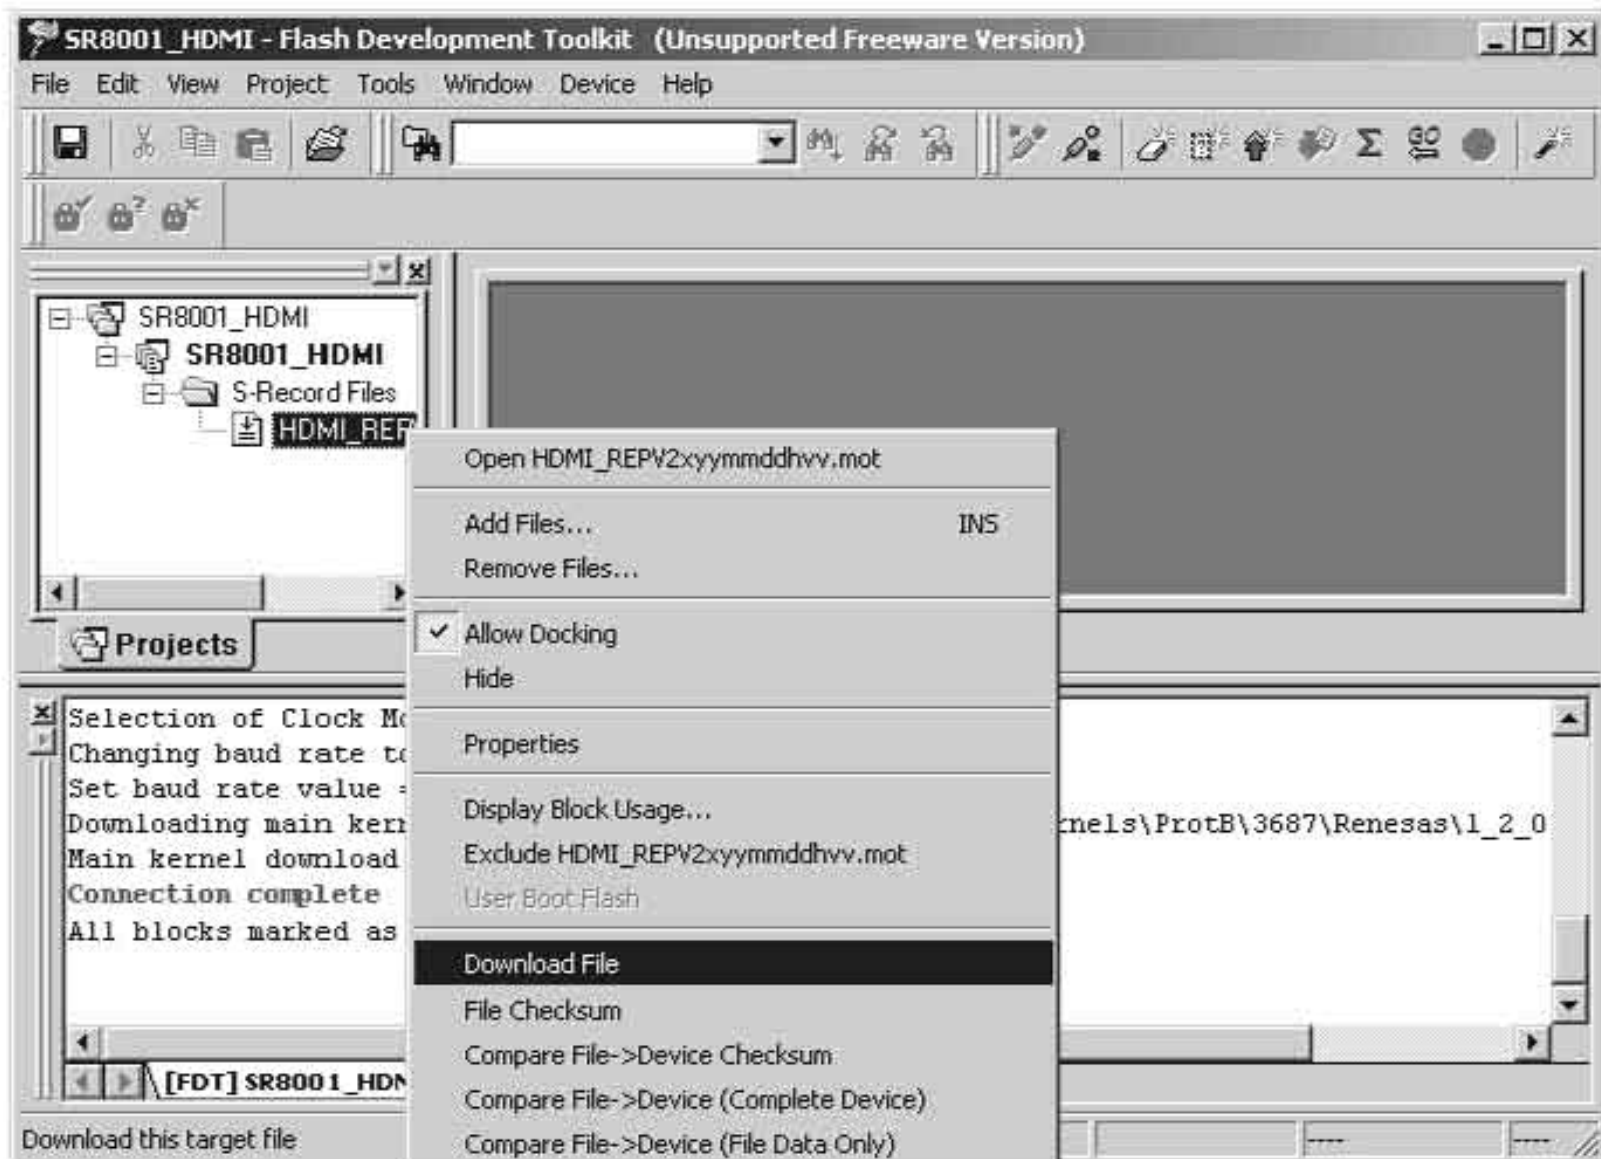 SR8001_HDMI - Flash Development Toolkit (Unsupported Freeware Version)
File Edit View Project Tools Window Device Help
SR8001_HDMI
SR8001_HDMI
S-Record Files
HDMI_REP
Projects
Open HDMI_REPV2xyymmddhvv.mot
Add Files... INS
Remove Files...
Allow Docking
Hide
Properties
Display Block Usage...
Exclude HDMI_REPV2xyymmddhvv.mot
User Boot Flash
Download File
File Checksum
Compare File->Device Checksum
Compare File->Device (Complete Device)
Compare File->Device (File Data Only)
Selection of Clock Mo
Changing baud rate to
Set baud rate value =
Downloading main kern
rnels\ProtB\3687\Renesas\1_2_0
Main kernel download
Connection complete
All blocks marked as
[FDT] SR8001_HDM
Download this target file